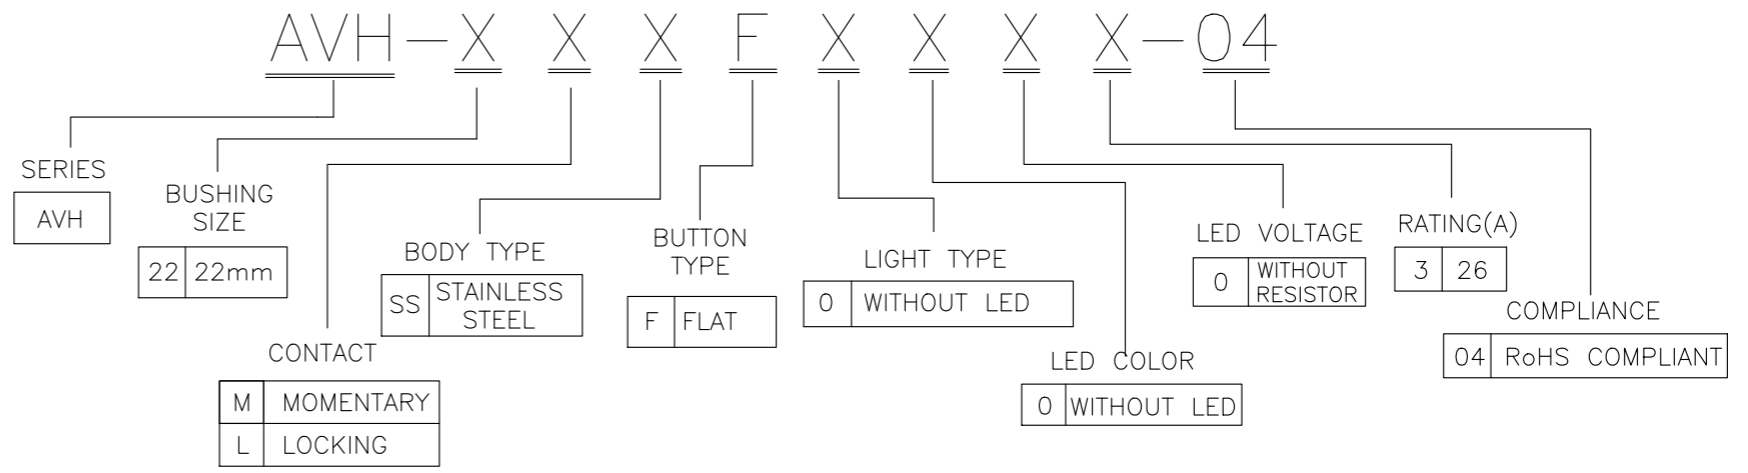 AVH-X X X F X X X X-04
SERIES
AVH
BUSHING
SIZE
22 22mm
CONTACT
M MOMENTARY
L LOCKING
BODY TYPE
SS STAINLESS
STEEL
BUTTON
TYPE
F FLAT
LIGHT TYPE
0 WITHOUT LED
LED COLOR
0 WITHOUT LED
LED VOLTAGE
0 WITHOUT
RESISTOR
RATING(A)
3 26
COMPLIANCE
04 RoHS COMPLIANT